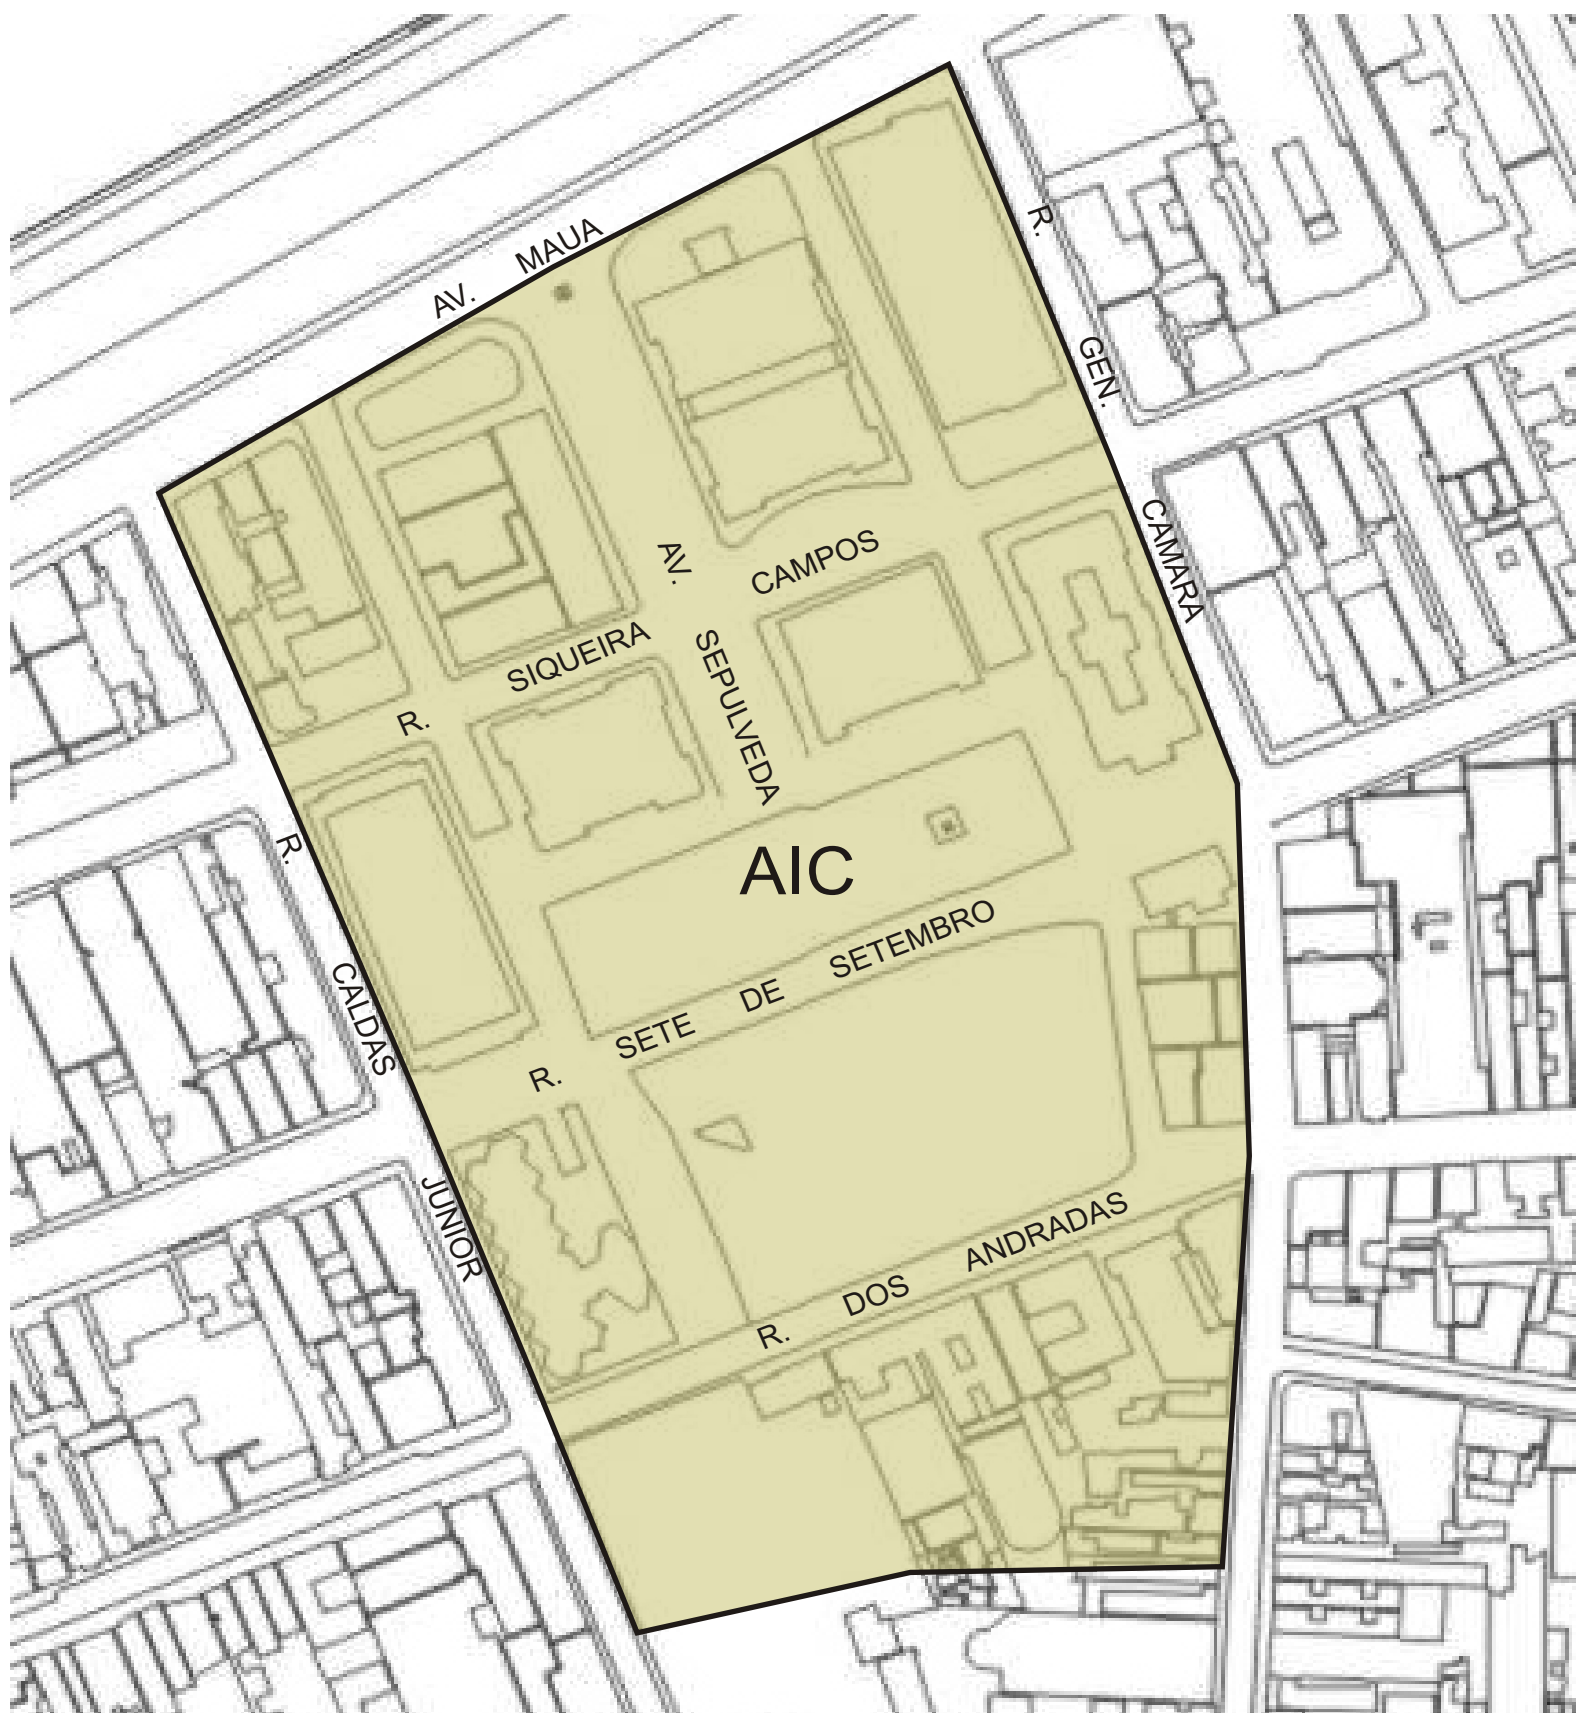 AV. MAUA
R. GEN. CAMARA
AV. SEPULVEDA
R. SIQUEIRA CAMPOS
R. CALDAS JUNIOR
AIC
R. SETE DE SETEMBRO
R. DOS ANDRADAS